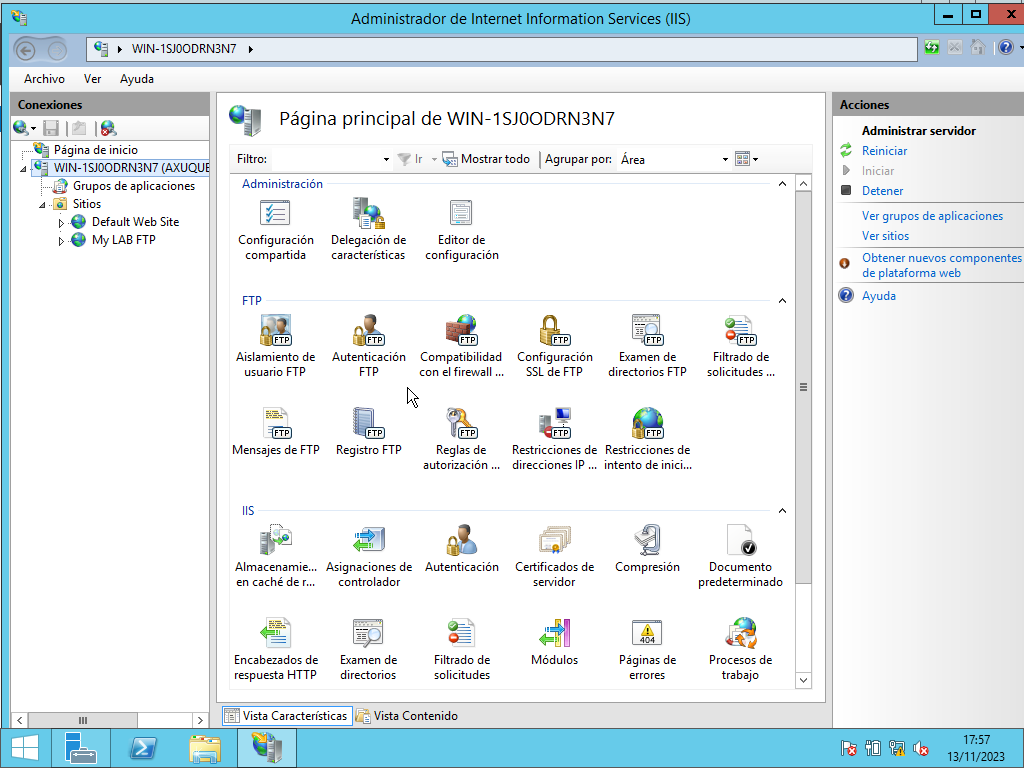 Administrador de Internet Information Services (IIS)
WIN-1SJ0ODRN3N7
Archivo Ver Ayuda
Conexiones
Página de inicio
WIN-1SJ0ODRN3N7 (AXUQUE
Grupos de aplicaciones
Sitios
Default Web Site
My LAB FTP
Página principal de WIN-1SJ0ODRN3N7
Filtro: Ir Mostrar todo Agrupar por: Área
Administración
Configuración compartida
Delegación de características
Editor de configuración
FTP
Aislamiento de usuario FTP
Autenticación FTP
Compatibilidad con el firewall ...
Configuración SSL de FTP
Examen de directorios FTP
Filtrado de solicitudes ...
Mensajes de FTP
Registro FTP
Reglas de autorización ...
Restricciones de direcciones IP ...
Restricciones de intento de inici...
IIS
Almacenamie... en caché de r...
Asignaciones de controlador
Autenticación
Certificados de servidor
Compresión
Documento predeterminado
Encabezados de respuesta HTTP
Examen de directorios
Filtrado de solicitudes
Módulos
404
Páginas de errores
Procesos de trabajo
Vista Características Vista Contenido
Acciones
Administrar servidor
Reiniciar
Iniciar
Detener
Ver grupos de aplicaciones
Ver sitios
Obtener nuevos componentes
de plataforma web
Ayuda
17:57
13/11/2023